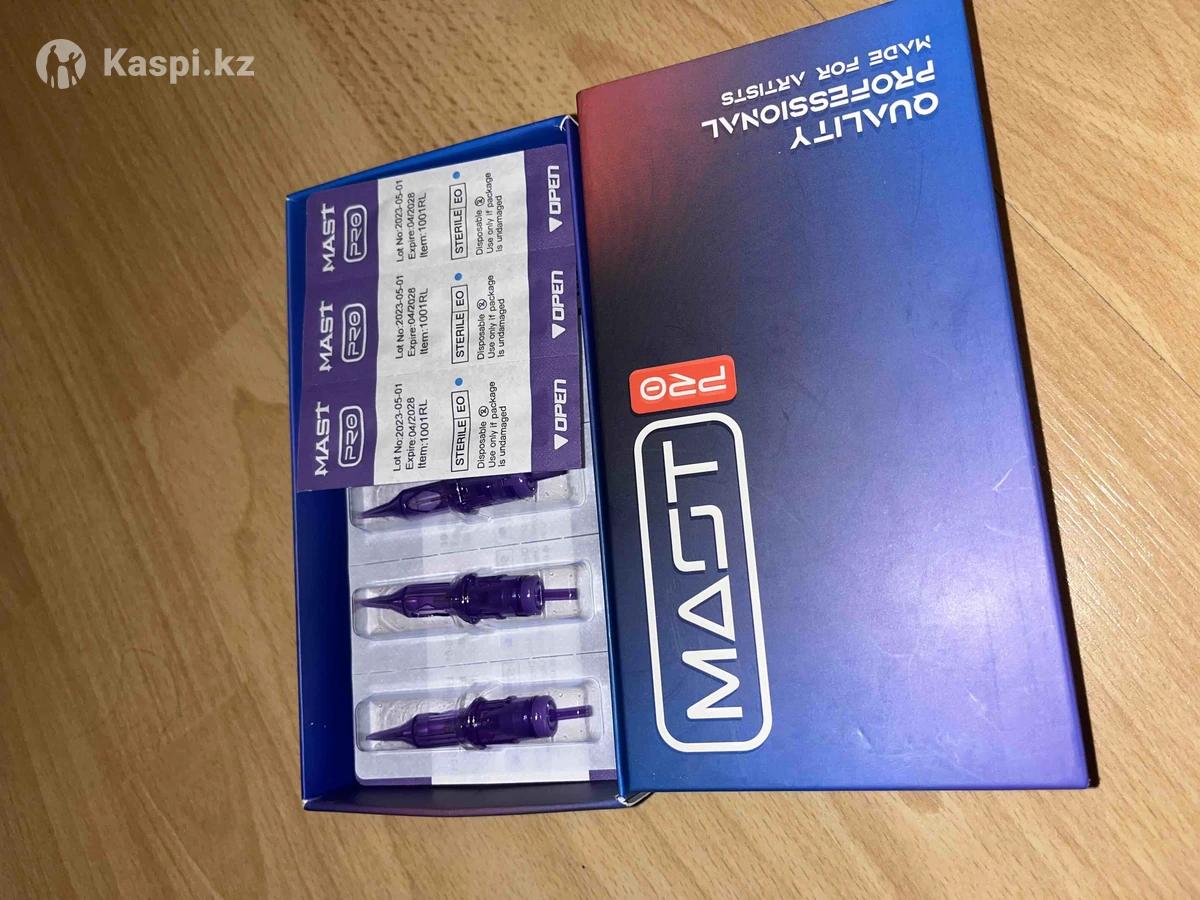 Kaspi.kz
QUALITY
PROFESSIONAL
MADE FOR ARTISTS
MAST
PRO
MAST
PRO
Lot No:2023-05-01
Expire:04/2028
Item:1001RL
STERILE EO
Disposable
Use only if package
is undamaged
OPEN
MAST
PRO
Lot No:2023-05-01
Expire:04/2028
Item:1001RL
STERILE EO
Disposable
Use only if package
is undamaged
OPEN
MAST
PRO
Lot No:2023-05-01
Expire:04/2028
Item:1001RL
STERILE EO
Disposable
Use only if package
is undamaged
OPEN